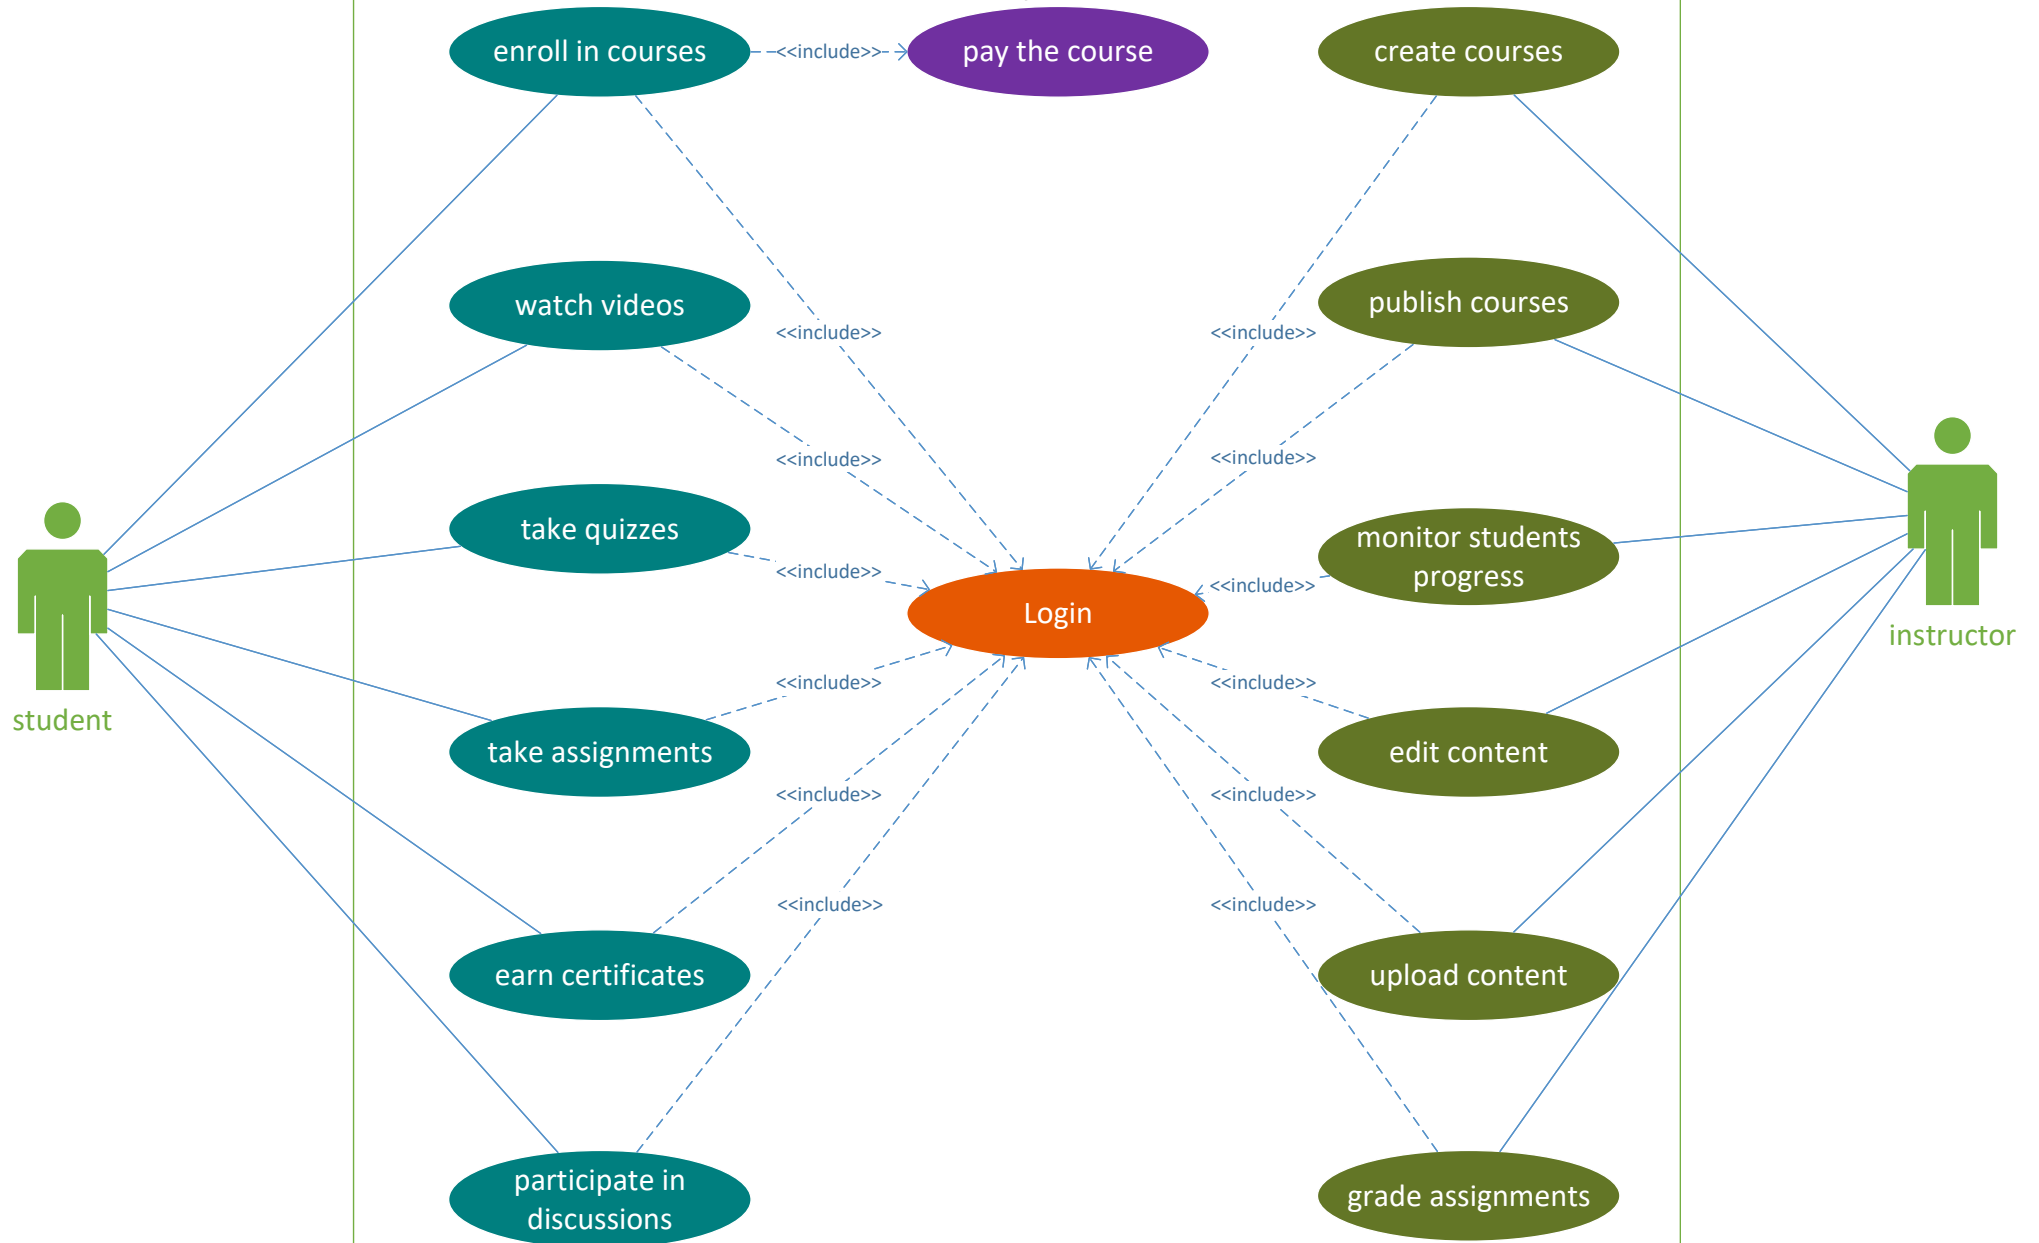 enroll in courses
<<include>>
pay the course
create courses
watch videos
publish courses
<<include>>
<<include>>
<<include>>
<<include>>
take quizzes
monitor students
progress
<<include>>
<<include>>
Login
student
instructor
<<include>>
<<include>>
take assignments
edit content
<<include>>
<<include>>
<<include>>
<<include>>
earn certificates
upload content
participate in
discussions
grade assignments